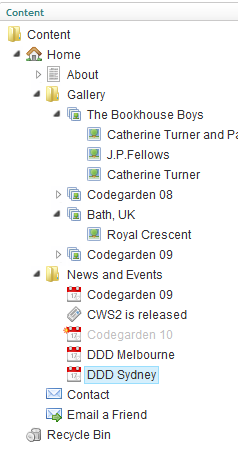 Content
Content
Home
About
Gallery
The Bookhouse Boys
Catherine Turner and
J.P.Fellows
Catherine Turner
Codegarden 08
Bath, UK
Royal Crescent
Codegarden 09
News and Events
Codegarden 09
CWS2 is released
Codegarden 10
DDD Melbourne
DDD Sydney
Contact
Email a Friend
Recycle Bin